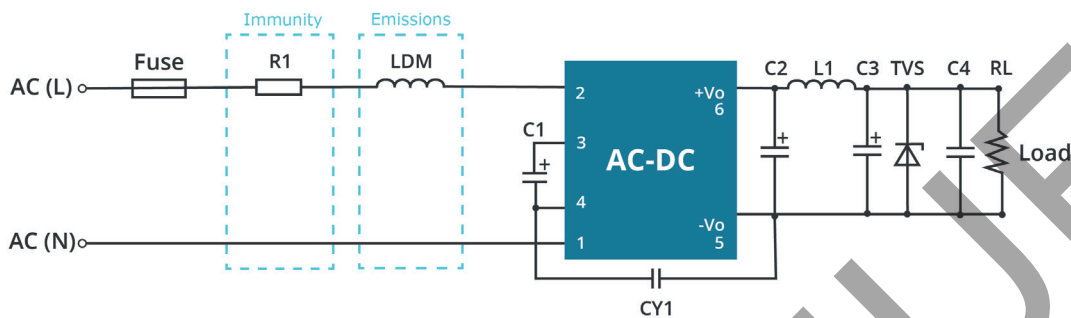 Immunity
Emissions
Fuse
R1
LDM
C2
L1
C3
TVS
C4
RL
AC (L)
2
+Vo
6
C1
3
AC-DC
Load
4
-Vo
5
AC (N)
1
CY1